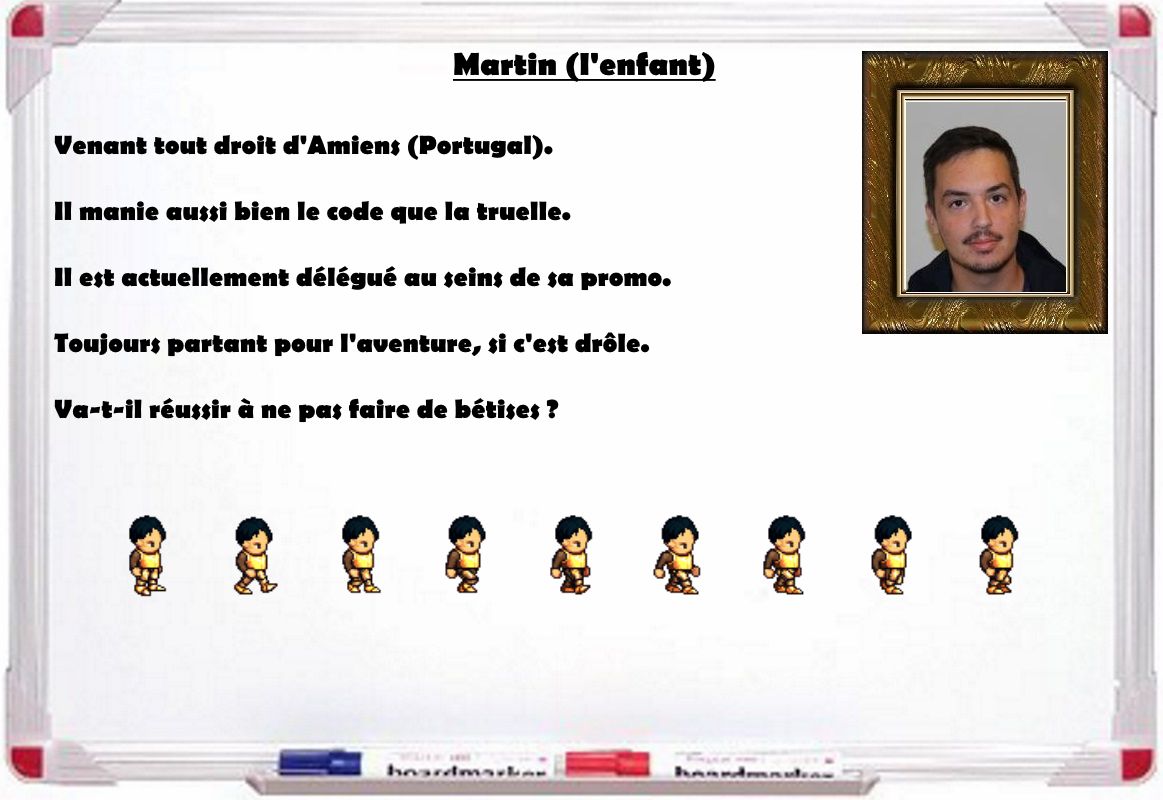 Martin (l'enfant)
Venant tout droit d'Amiens (Portugal).
Il manie aussi bien le code que la truelle.
Il est actuellement délégué au seins de sa promo.
Toujours partant pour l'aventure, si c'est drôle.
Va-t-il réussir à ne pas faire de bétises ?
boardmarker boardmarker